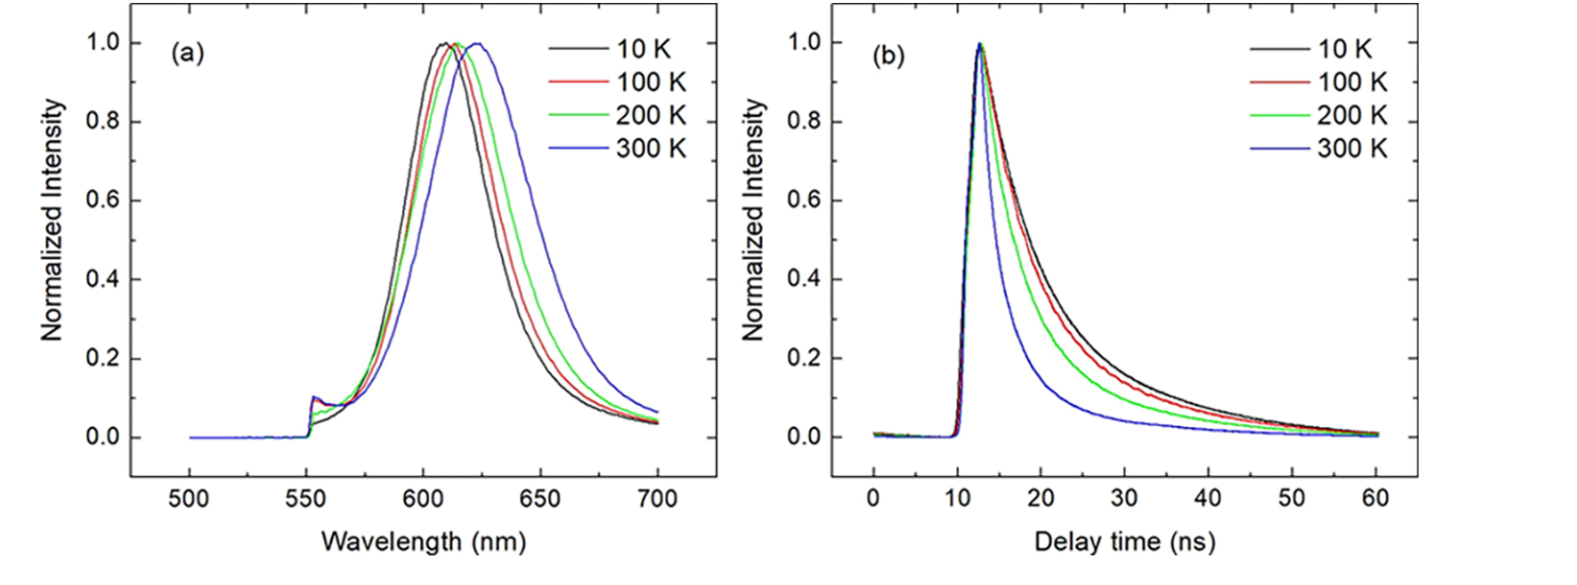 (a)
10 K
100 K
200 K
300 K
Normalized Intensity
1.0
0.8
0.6
0.4
0.2
0.0
500 550 600 650 700
Wavelength (nm)
(b)
10 K
100 K
200 K
300 K
Normalized Intensity
1.0
0.8
0.6
0.4
0.2
0.0
0 10 20 30 40 50 60
Delay time (ns)